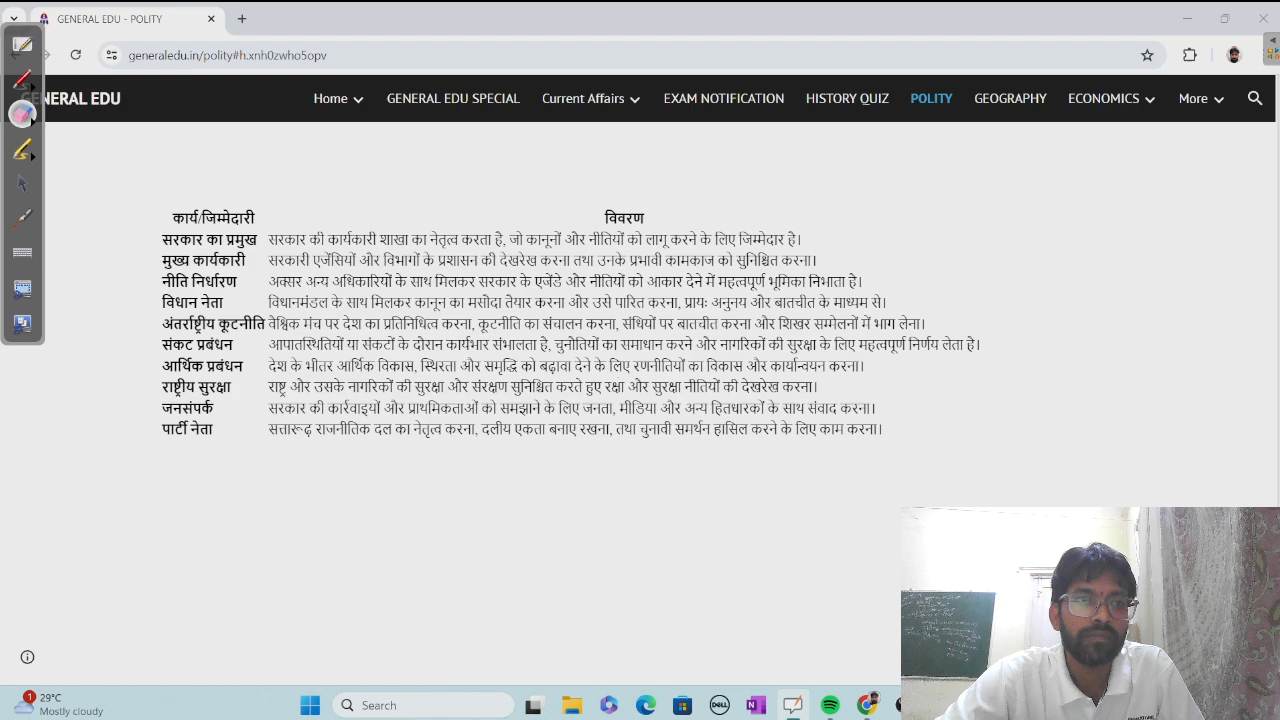 GENERAL EDU - POLITY
generaledu.in/polity#h.xnh0zwho5opv
GENERAL EDU Home GENERAL EDU SPECIAL Current Affairs EXAM NOTIFICATION HISTORY QUIZ POLITY GEOGRAPHY ECONOMICS More
कार्य/जिम्मेदारी विवरण
सरकार का प्रमुख सरकार की कार्यकारी शाखा का नेतृत्व करता है, जो कानूनों और नीतियों को लागू करने के लिए जिम्मेदार है।
मुख्य कार्यकारी सरकारी एजेंसियों और विभागों के प्रशासन की देखरेख करना तथा उनके प्रभावी कामकाज को सुनिश्चित करना।
नीति निर्धारण अक्सर अन्य अधिकारियों के साथ मिलकर सरकार के एजेंडे और नीतियों को आकार देने में महत्वपूर्ण भूमिका निभाता है।
विधान नेता विधानमंडल के साथ मिलकर कानून का मसौदा तैयार करना और उसे पारित करना, प्रायः अनुनय और बातचीत के माध्यम से।
अंतर्राष्ट्रीय कूटनीति वैश्विक मंच पर देश का प्रतिनिधित्व करना, कूटनीति का संचालन करना, संधियों पर बातचीत करना और शिखर सम्मेलनों में भाग लेना।
संकट प्रबंधन आपातस्थितियों या संकटों के दौरान कार्यभार संभालता है, चुनौतियों का समाधान करने और नागरिकों की सुरक्षा के लिए महत्वपूर्ण निर्णय लेता है।
आर्थिक प्रबंधन देश के भीतर आर्थिक विकास, स्थिरता और समृद्धि को बढ़ावा देने के लिए रणनीतियों का विकास और कार्यान्वयन करना।
राष्ट्रीय सुरक्षा राष्ट्र और उसके नागरिकों की सुरक्षा और संरक्षण सुनिश्चित करते हुए रक्षा और सुरक्षा नीतियों की देखरेख करना।
जनसंपर्क सरकार की कार्रवाइयों और प्राथमिकताओं को समझाने के लिए जनता, मीडिया और अन्य हितधारकों के साथ संवाद करना।
पार्टी नेता सत्तारूढ़ राजनीतिक दल का नेतृत्व करना, दलीय एकता बनाए रखना, तथा चुनावी समर्थन हासिल करने के लिए काम करना।
1 29°C
Mostly cloudy
Search
DELL